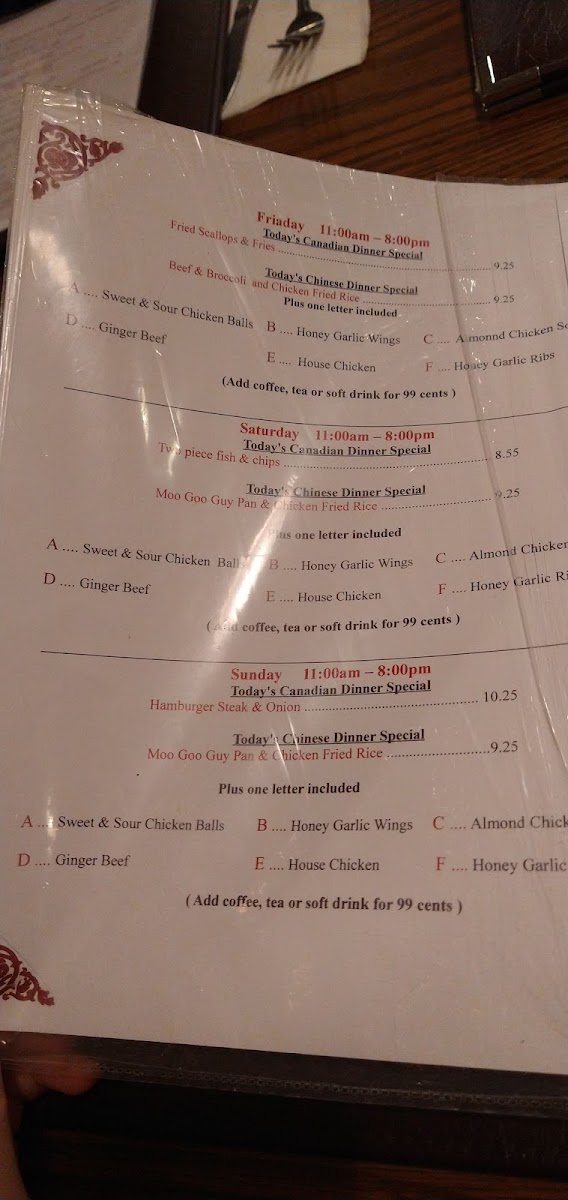 Friaday 11:00am – 8:00pm
Today's Canadian Dinner Special
Fried Scallops & Fries ........ 9.25
Today's Chinese Dinner Special
Beef & Broccoli and Chicken Fried Rice ........ 9.25
Plus one letter included
A .... Sweet & Sour Chicken Balls B .... Honey Garlic Wings C .... Almonnd Chicken
D .... Ginger Beef E .... House Chicken F .... Honey Garlic Ribs
(Add coffee, tea or soft drink for 99 cents )
Saturday 11:00am – 8:00pm
Today's Canadian Dinner Special
Two piece fish & chips ........ 8.55
Today's Chinese Dinner Special
Moo Goo Guy Pan & Chicken Fried Rice ........ 9.25
Plus one letter included
A .... Sweet & Sour Chicken Ball B .... Honey Garlic Wings C .... Almond Chicken
D .... Ginger Beef E .... House Chicken F .... Honey Garlic Ri
( Add coffee, tea or soft drink for 99 cents )
Sunday 11:00am – 8:00pm
Today's Canadian Dinner Special
Hamburger Steak & Onion ........ 10.25
Today's Chinese Dinner Special
Moo Goo Guy Pan & Chicken Fried Rice ........ 9.25
Plus one letter included
A .... Sweet & Sour Chicken Balls B .... Honey Garlic Wings C .... Almond Chick
D .... Ginger Beef E .... House Chicken F .... Honey Garlic
( Add coffee, tea or soft drink for 99 cents )